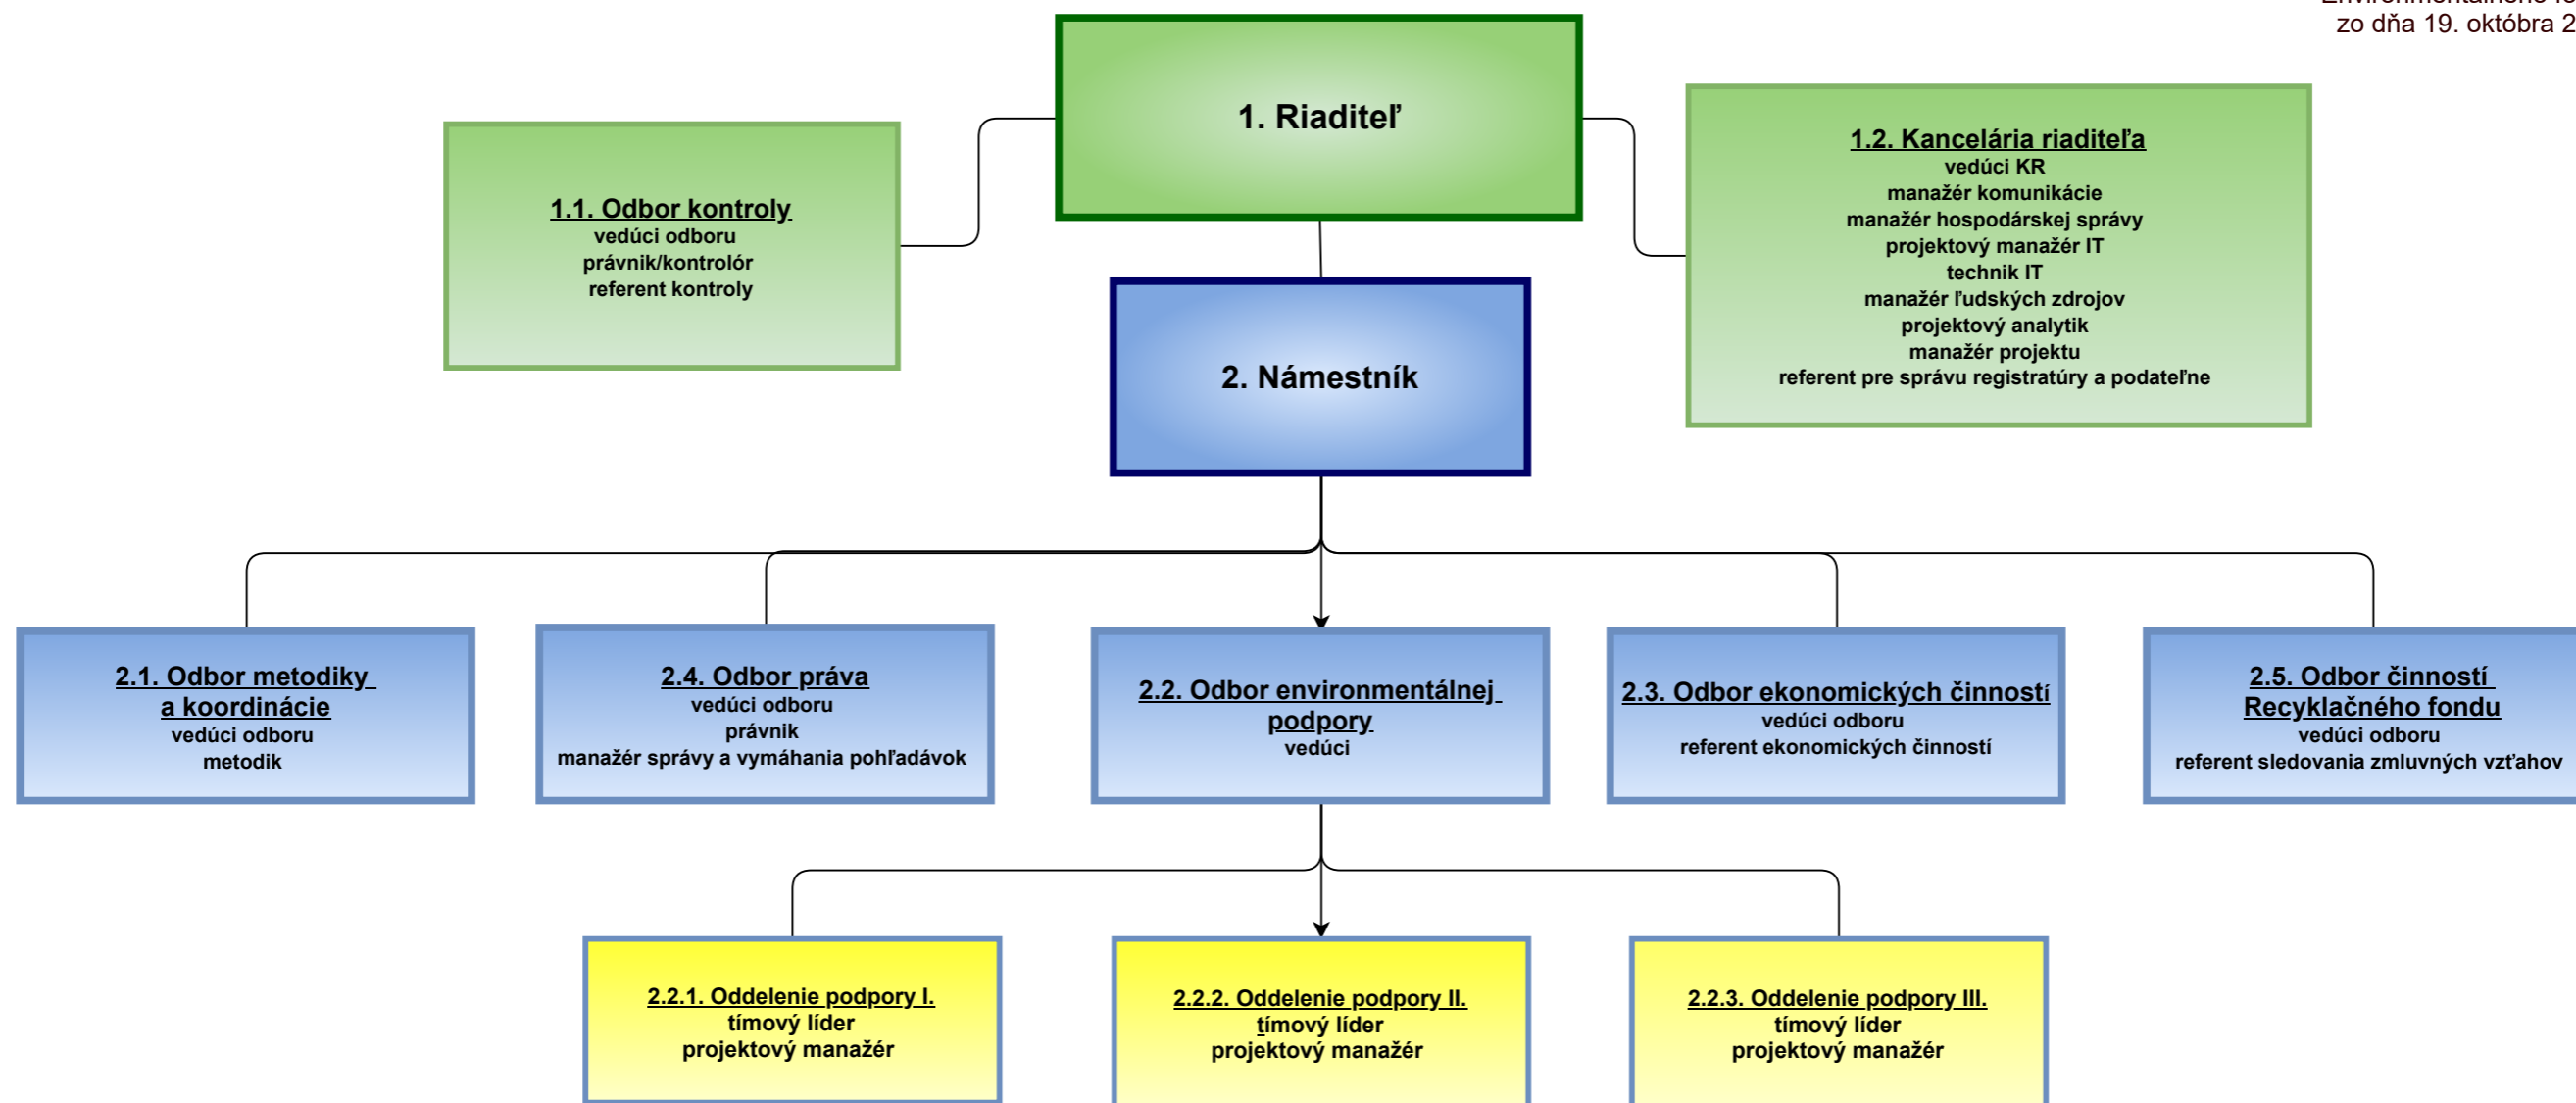 zo dňa 19. októbra 2
1. Riaditeľ
1.1. Odbor kontroly
vedúci odboru
právnik/kontrolór
referent kontroly
1.2. Kancelária riaditeľa
vedúci KR
manažér komunikácie
manažér hospodárskej správy
projektový manažér IT
technik IT
manažér ľudských zdrojov
projektový analytik
manažér projektu
referent pre správu registratúry a podateľne
2. Námestník
2.1. Odbor metodiky
a koordinácie
vedúci odboru
metodik
2.4. Odbor práva
vedúci odboru
právnik
manažér správy a vymáhania pohľadávok
2.2. Odbor environmentálnej
podpory
vedúci
2.3. Odbor ekonomických činností
vedúci odboru
referent ekonomických činností
2.5. Odbor činností
Recyklačného fondu
vedúci odboru
referent sledovania zmluvných vzťahov
2.2.1. Oddelenie podpory I.
tímový líder
projektový manažér
2.2.2. Oddelenie podpory II.
tímový líder
projektový manažér
2.2.3. Oddelenie podpory III.
tímový líder
projektový manažér